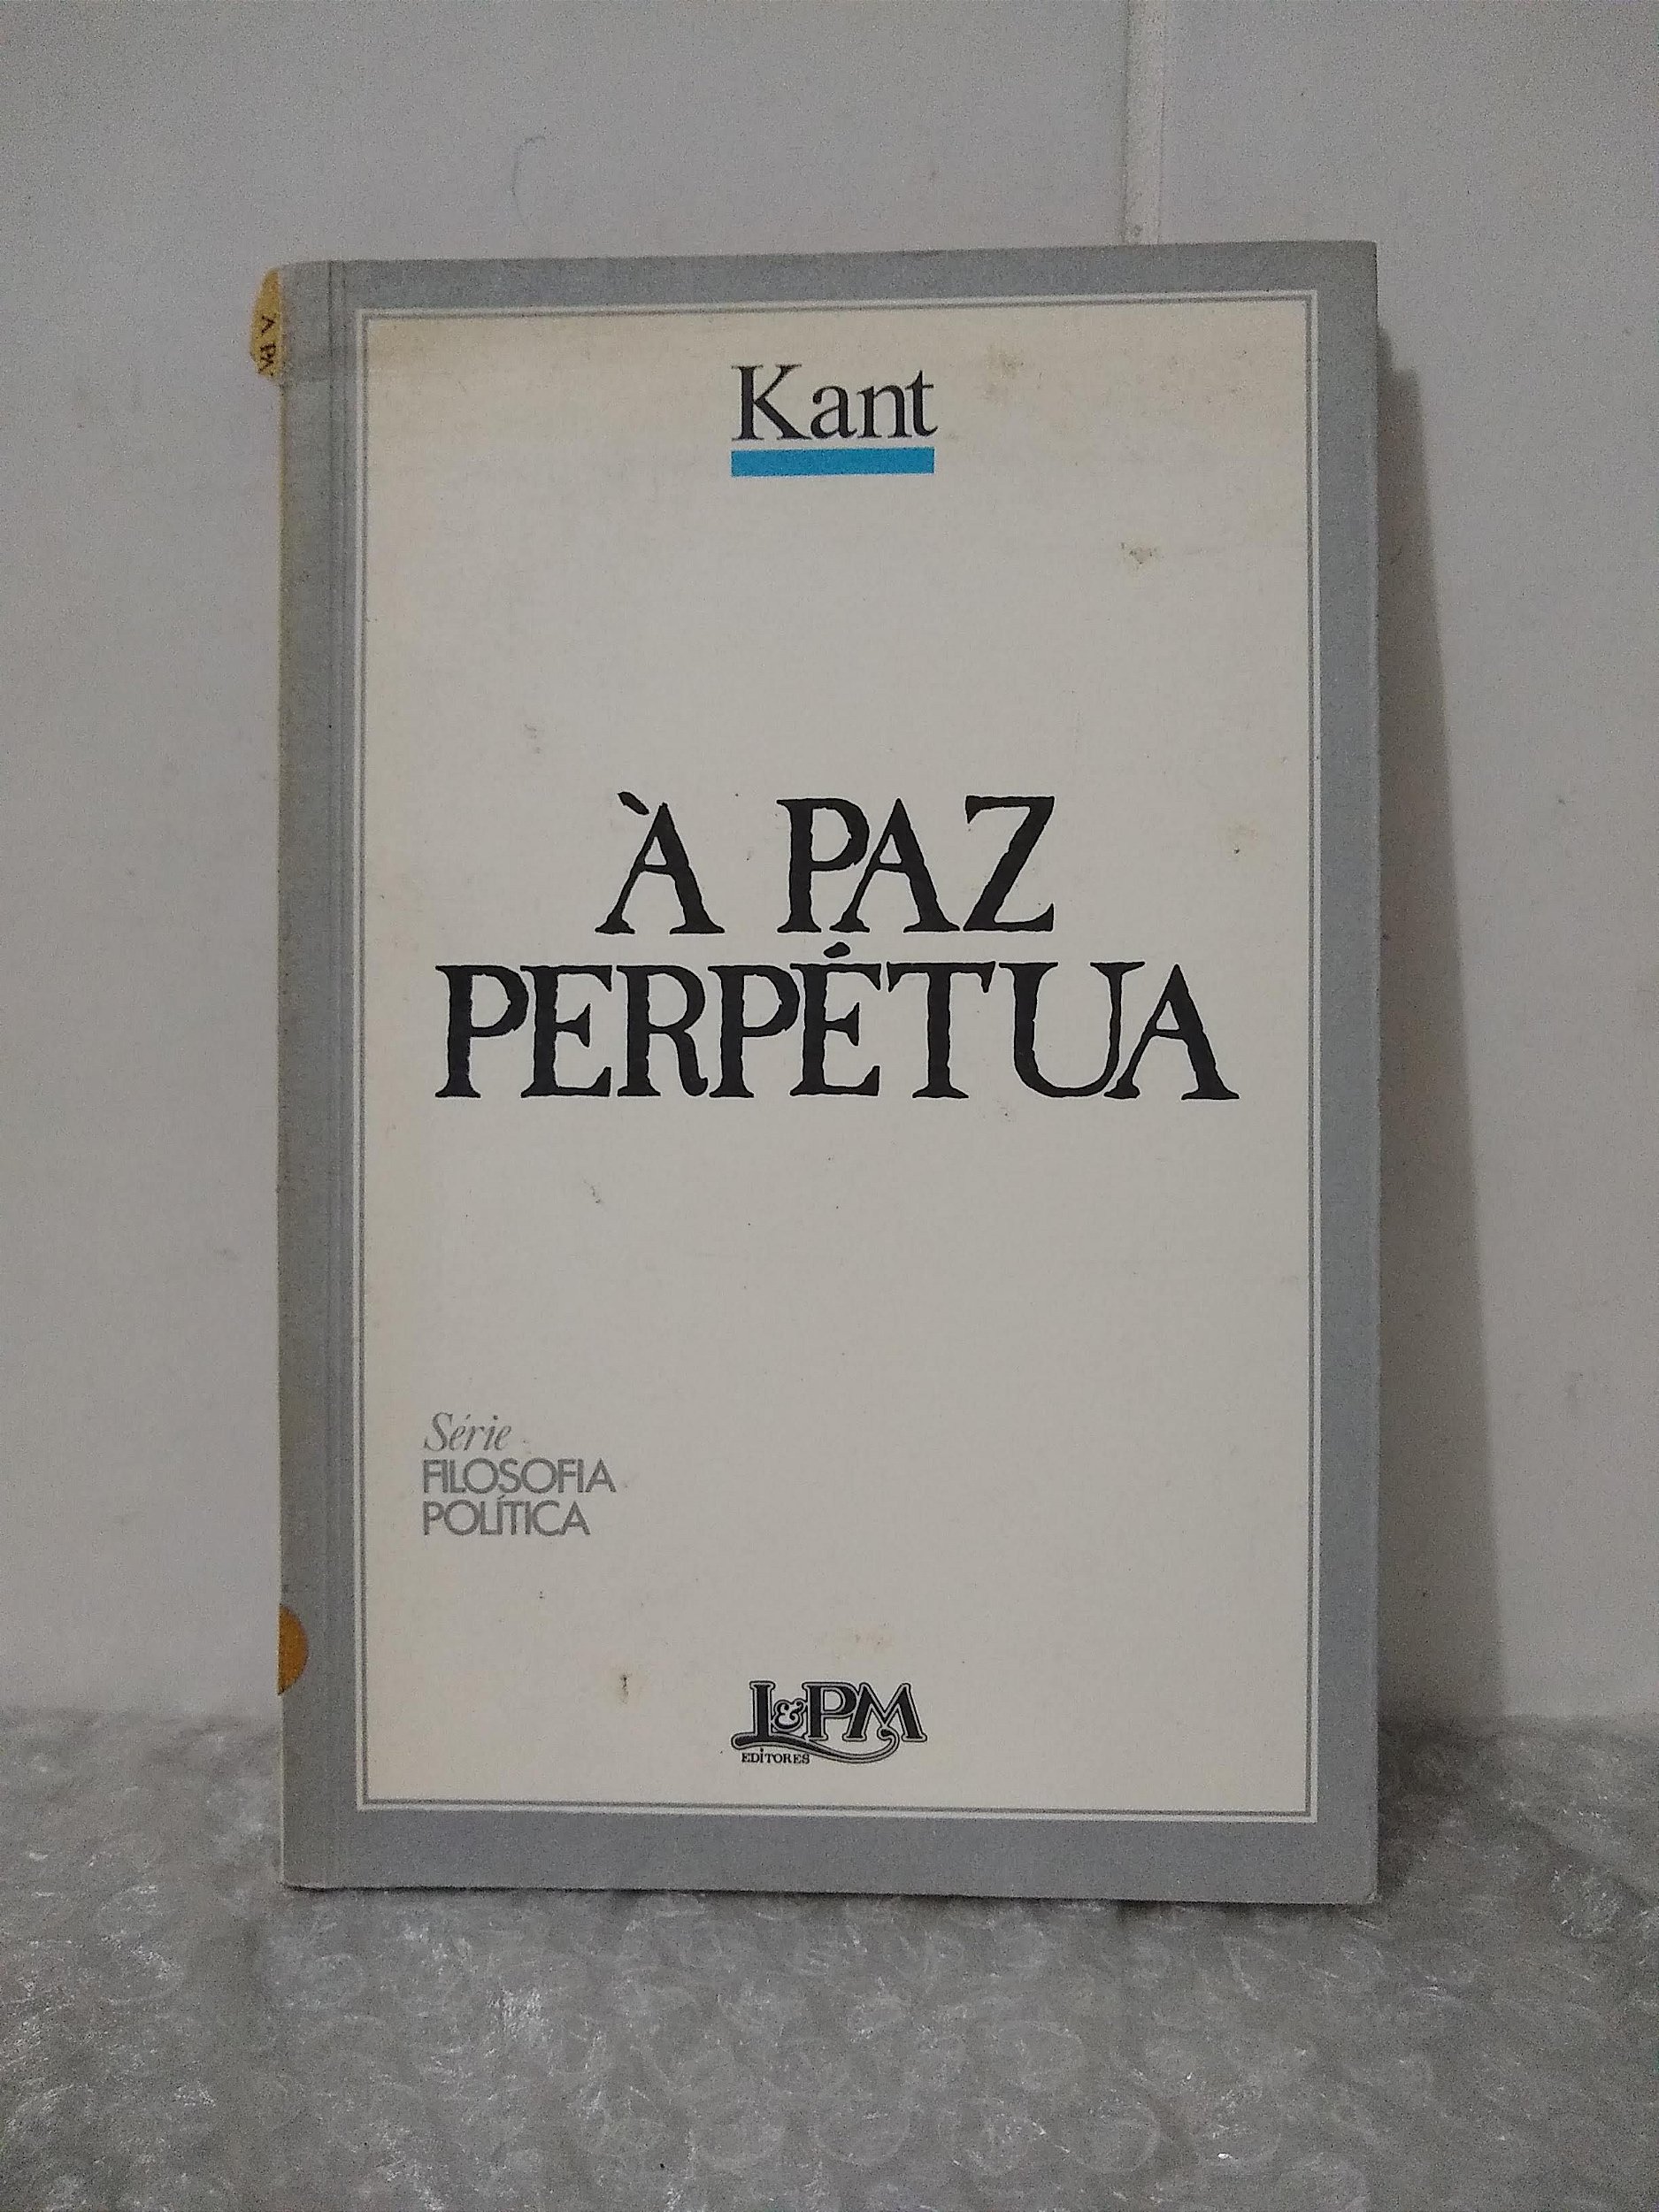 Kant
À PAZ
PERPÉTUA
Série
FILOSOFIA
POLÍTICA
L&PM
EDITORES